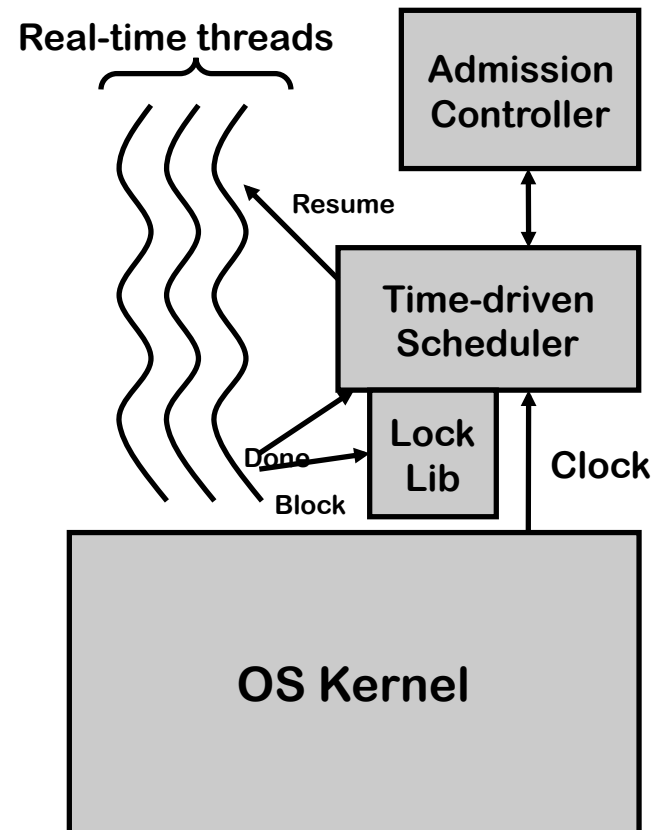 Real-time threads
Admission
Controller
Resume
Time-driven
Scheduler
Lock
Lib
Done
Clock
Block
OS Kernel